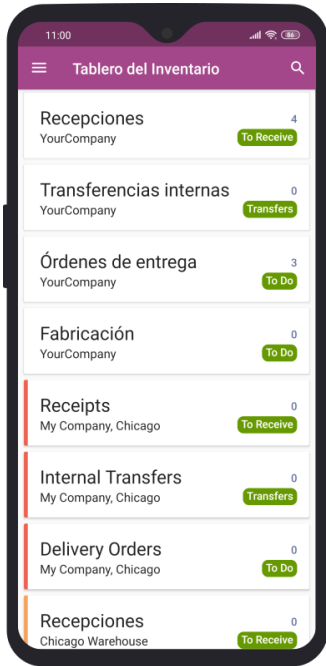 11:00
86
Tablero del Inventario
Recepciones
4
YourCompany
To Receive
Transferencias internas
0
YourCompany
Transfers
Órdenes de entrega
3
YourCompany
To Do
Fabricación
0
YourCompany
To Do
Receipts
0
My Company, Chicago
To Receive
Internal Transfers
0
My Company, Chicago
Transfers
Delivery Orders
0
My Company, Chicago
To Do
Recepciones
0
Chicago Warehouse
To Receive